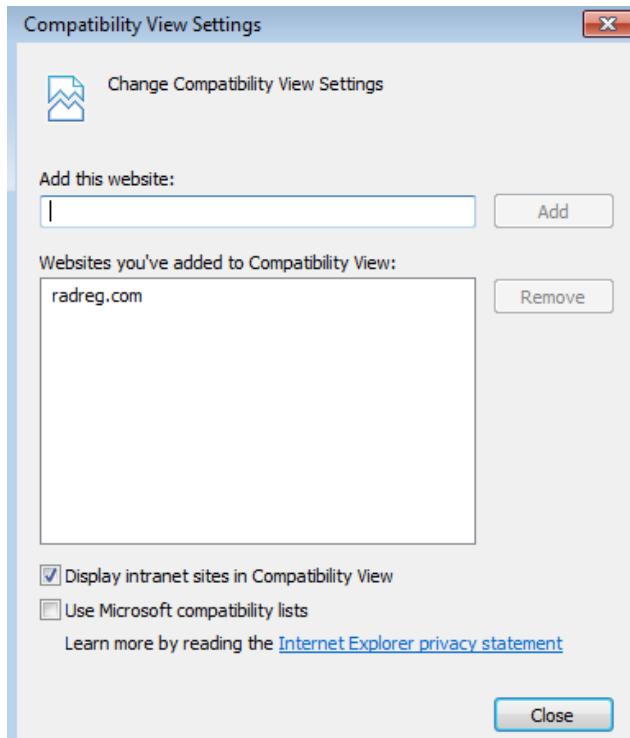 Compatibility View Settings
Change Compatibility View Settings
Add this website:
Add
Websites you've added to Compatibility View:
radreg.com
Remove
Display intranet sites in Compatibility View
Use Microsoft compatibility lists
Learn more by reading the Internet Explorer privacy statement
Close